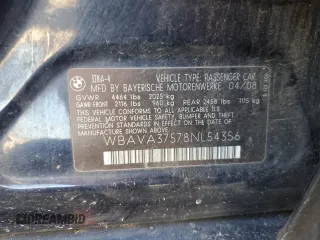 378A-4 VEHICLE TYPE: PASSENGER CAR
MFD BY BAYERISCHE MOTORENWERKE 04/08
GVWR 4464 LBS 2025 kg
GAWR FRONT 2116 LBS 960 kg REAR 2458 LBS 1115 kg
THIS VEHICLE CONFORMS TO ALL APPLICABLE
FEDERAL MOTOR VEHICLE SAFETY, BUMPER AND
THEFT PREVENTION STANDARDS IN EFFECT ON THE
DATE OF MANUFACTURE SHOWN ABOVE.
WBAVA37578NL54356
DREAMBID